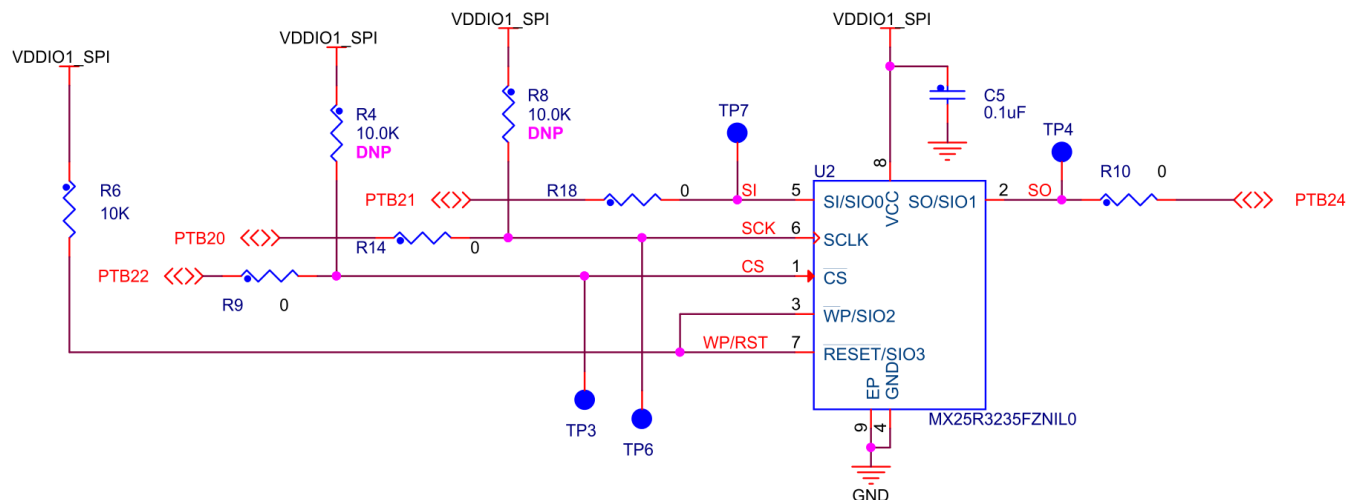 VDDIO1_SPI
R6
10K
VDDIO1_SPI
R4
10.0K
DNP
VDDIO1_SPI
R8
10.0K
DNP
VDDIO1_SPI
C5
0.1uF
TP7
TP4
PTB21
R18
0
SI
5
PTB20
R14
0
SCK
6
PTB22
R9
0
CS
1
3
WP/RST
7
U2
8
VCC
SI/SIO0
SO/SIO1
SCLK
CS
WP/SIO2
RESET/SIO3
EP
GND
9
4
MX25R3235FZNIL0
2
SO
R10
0
PTB24
TP3
TP6
GND